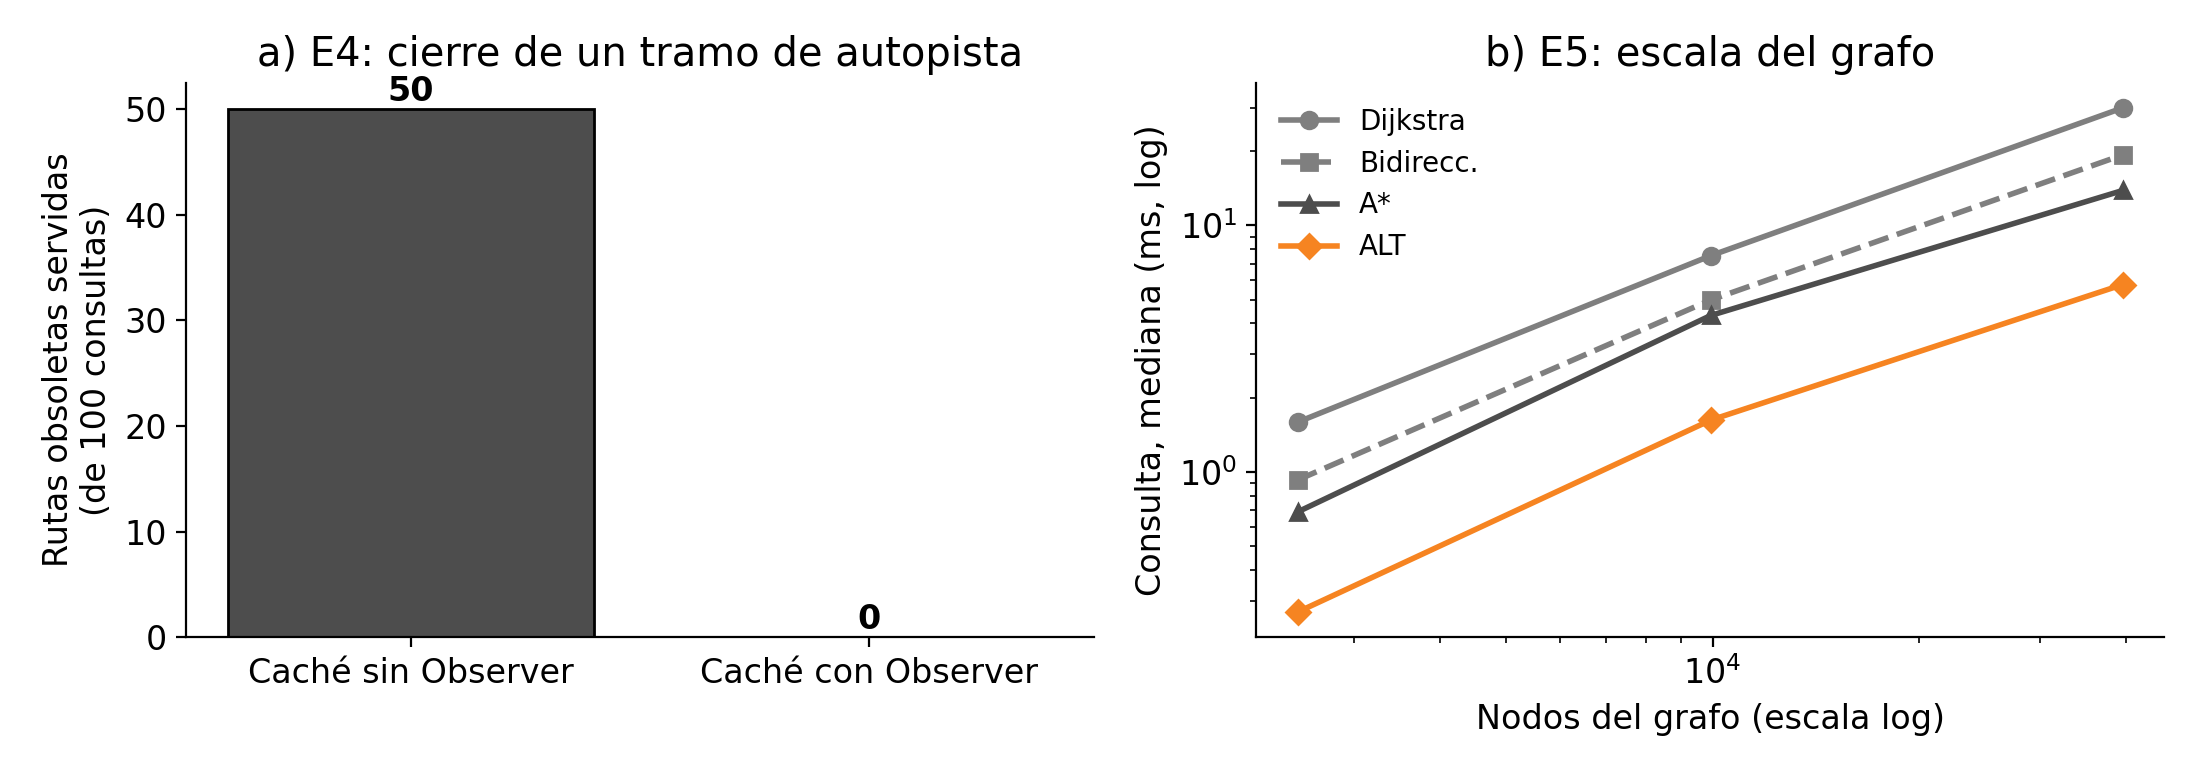 a) E4: cierre de un tramo de autopista
50
0
Rutas obsoletas servidas
(de 100 consultas)
50
40
30
20
10
0
Caché sin Observer
Caché con Observer
b) E5: escala del grafo
Dijkstra
Bidirecc.
A*
ALT
Consulta, mediana (ms, log)
10¹
10⁰
10⁴
Nodos del grafo (escala log)